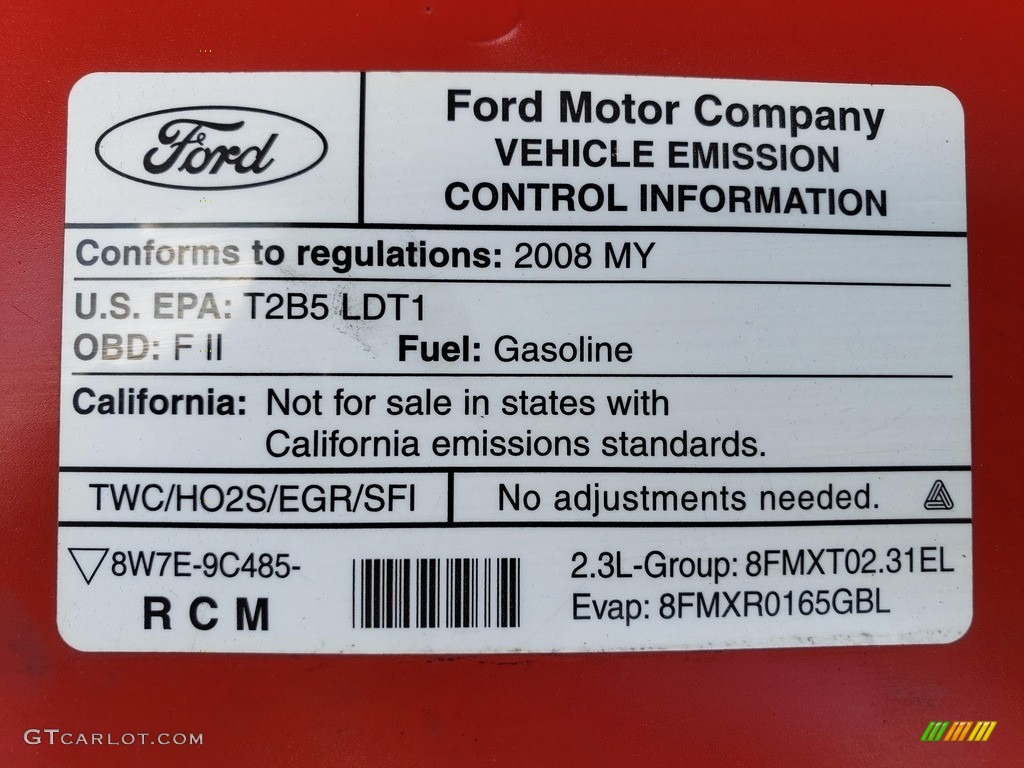 Ford
Ford Motor Company
VEHICLE EMISSION
CONTROL INFORMATION
Conforms to regulations: 2008 MY
U.S. EPA: T2B5 LDT1
OBD: F II Fuel: Gasoline
California: Not for sale in states with
California emissions standards.
TWC/HO2S/EGR/SFI
No adjustments needed.
8W7E-9C485-
R C M
2.3L-Group: 8FMXT02.31EL
Evap: 8FMXR0165GBL
GTCARLOT.COM